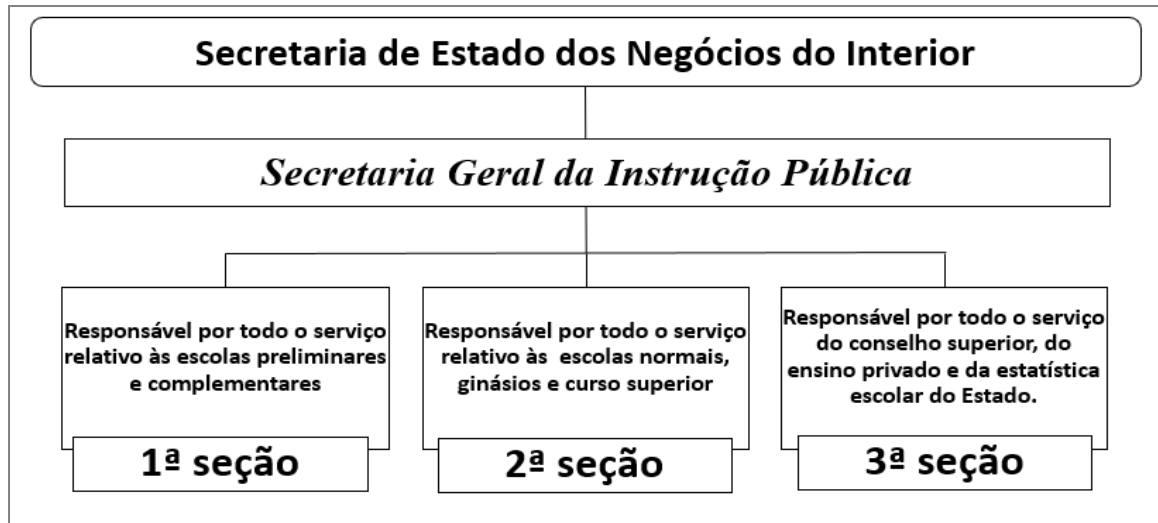 Secretaria de Estado dos Negócios do Interior
Secretaria Geral da Instrução Pública
Responsável por todo o serviço
relativo às escolas preliminares
e complementares
1ª seção
Responsável por todo o serviço
relativo às escolas normais,
ginásios e curso superior
2ª seção
Responsável por todo o serviço
do conselho superior, do
ensino privado e da estatística
escolar do Estado.
3ª seção